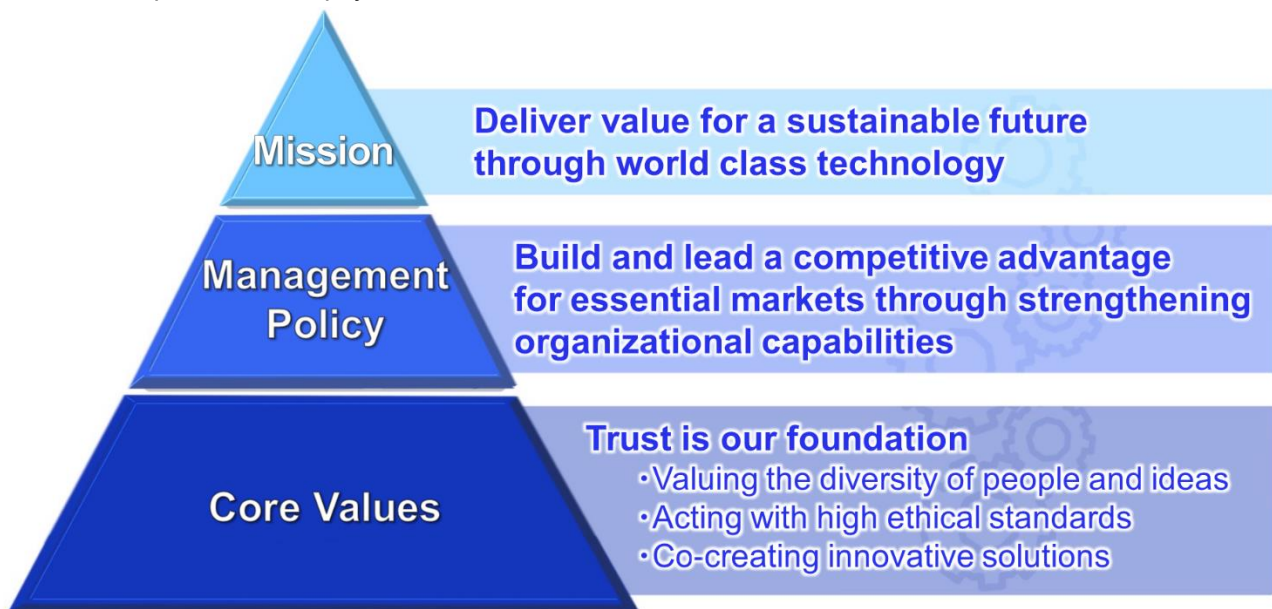 Mission
Deliver value for a sustainable future
through world class technology
Management
Policy
Build and lead a competitive advantage
for essential markets through strengthening
organizational capabilities
Core Values
Trust is our foundation
・Valuing the diversity of people and ideas
・Acting with high ethical standards
・Co-creating innovative solutions